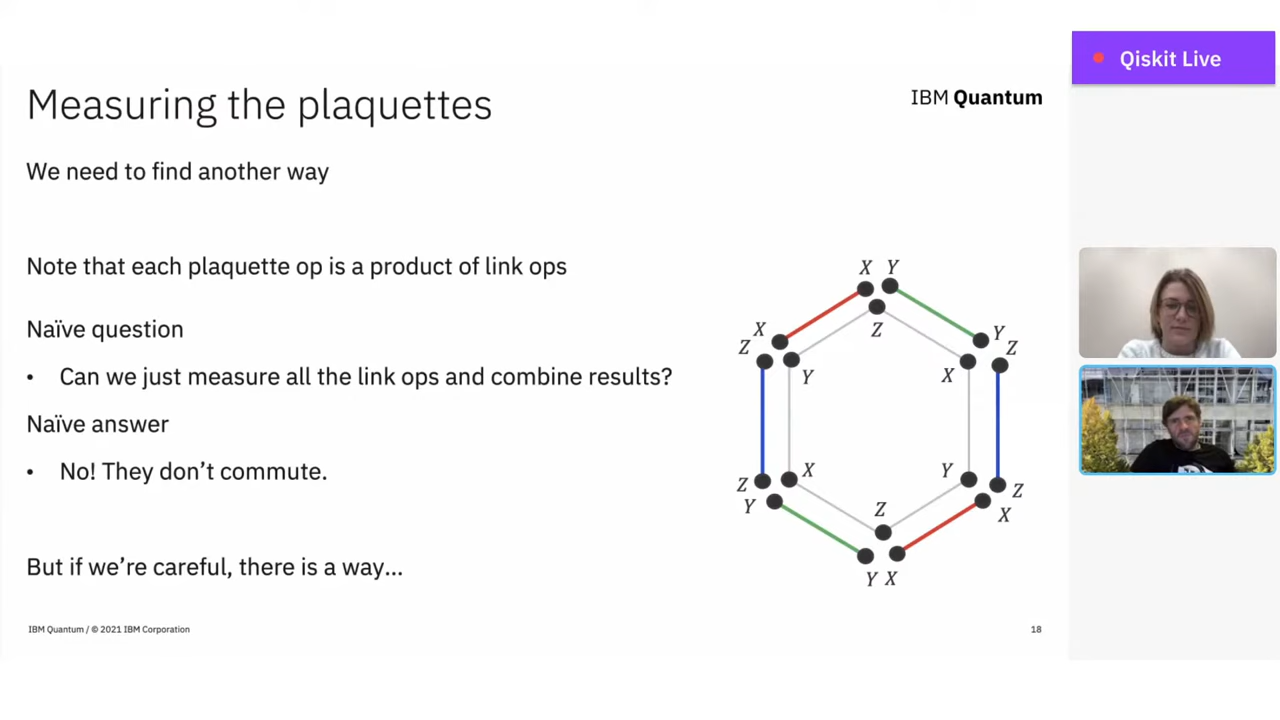 Qiskit Live
Measuring the plaquettes
IBM Quantum
We need to find another way
Note that each plaquette op is a product of link ops
Naïve question
• Can we just measure all the link ops and combine results?
Naïve answer
• No! They don’t commute.
But if we’re careful, there is a way...
X Y
X Z Y
Z Z
Y X
X Y
Z Z Z
Y X
Y X
IBM Quantum / © 2021 IBM Corporation
18